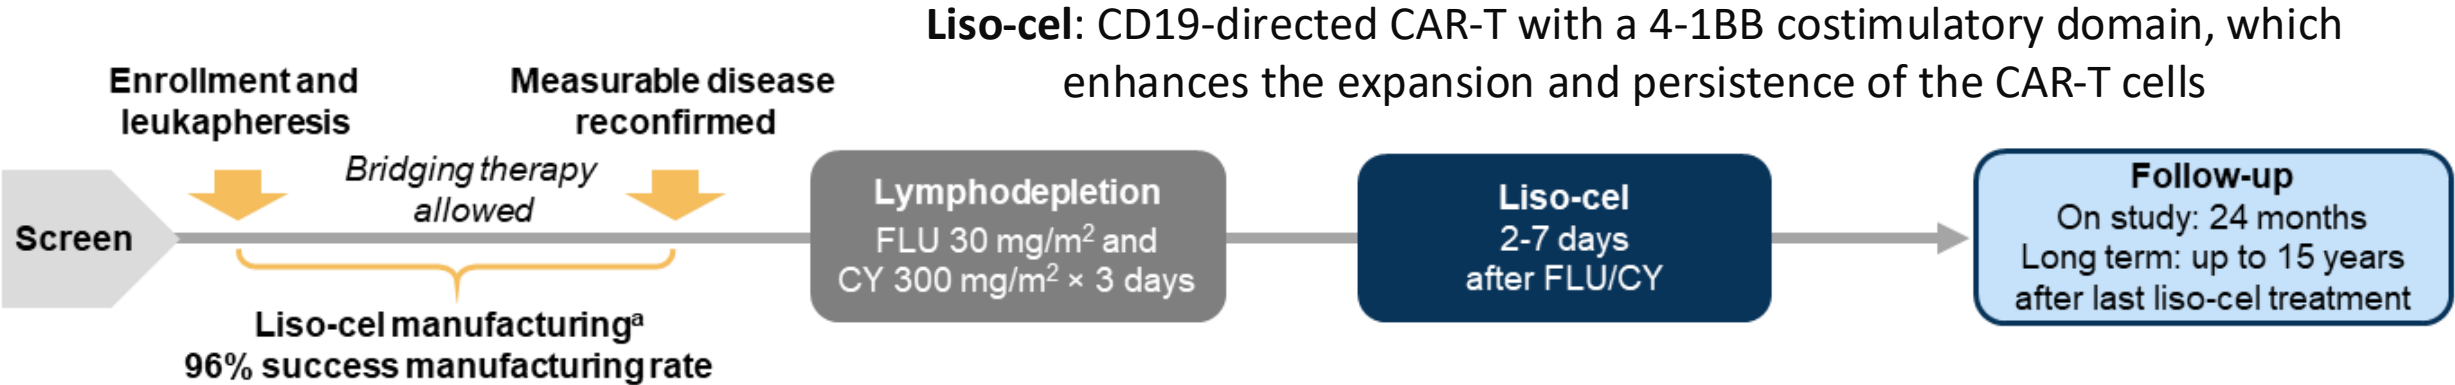 Liso-cel: CD19-directed CAR-T with a 4-1BB costimulatory domain, which
enhances the expansion and persistence of the CAR-T cells
Enrollment and
leukapheresis
Measurable disease
reconfirmed
Bridging therapy
allowed
Screen
Liso-cel manufacturingᵃ
96% success manufacturing rate
Lymphodepletion
FLU 30 mg/m² and
CY 300 mg/m² × 3 days
Liso-cel
2-7 days
after FLU/CY
Follow-up
On study: 24 months
Long term: up to 15 years
after last liso-cel treatment